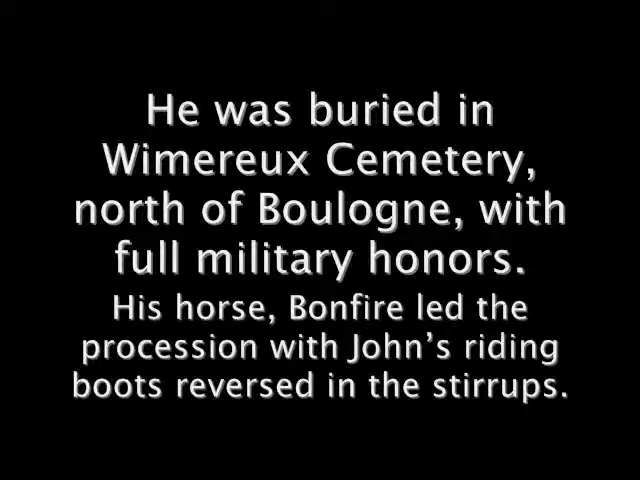 He was buried in
Wimereux Cemetery,
north of Boulogne, with
full military honors.
His horse, Bonfire led the
procession with John’s riding
boots reversed in the stirrups.